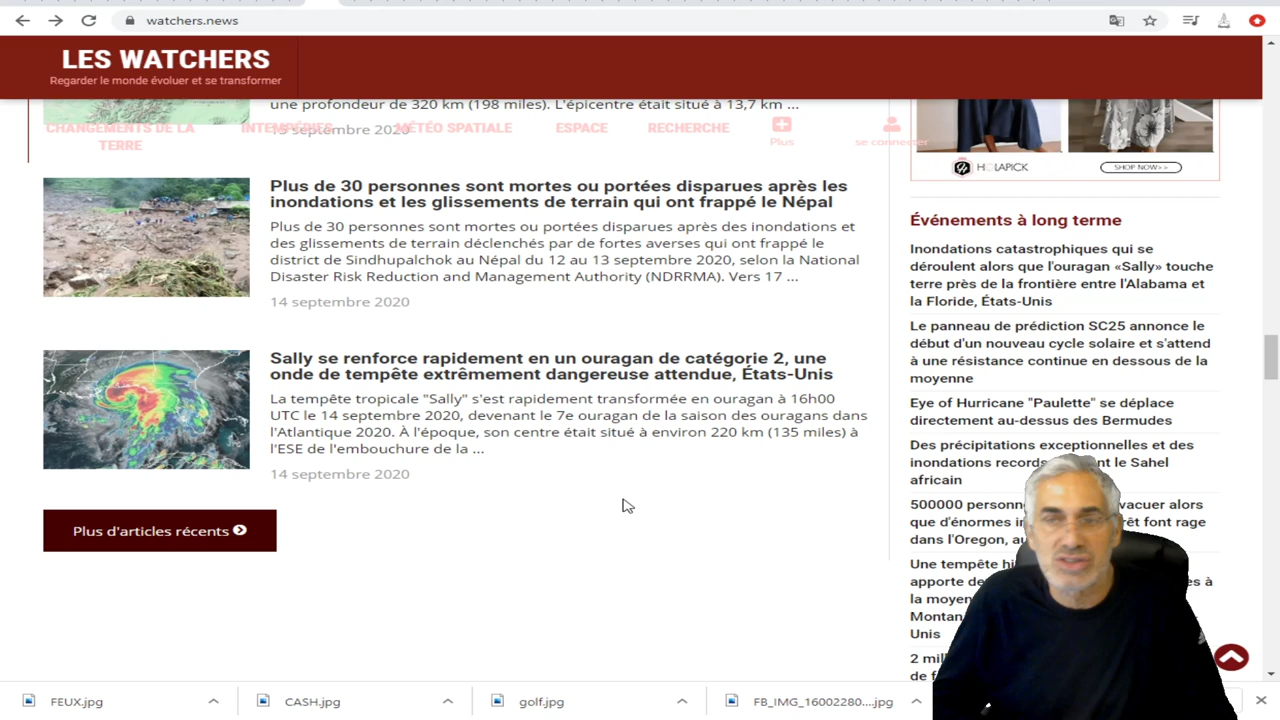 watchers.news
LES WATCHERS
Regarder le monde évoluer et se transformer
une profondeur de 320 km (198 miles). L'épicentre était situé à 13,7 km ...
15 septembre 2020
CHANGEMENTS DE LA
TERRE
INTEMPÉRIES
MÉTÉO SPATIALE
ESPACE
RECHERCHE
Plus
se connecter
Plus de 30 personnes sont mortes ou portées disparues après les
inondations et les glissements de terrain qui ont frappé le Népal
Plus de 30 personnes sont mortes ou portées disparues après des inondations et
des glissements de terrain déclenchés par de fortes averses qui ont frappé le
district de Sindhupalchok au Népal du 12 au 13 septembre 2020, selon la National
Disaster Risk Reduction and Management Authority (NDRRMA). Vers 17 ...
14 septembre 2020
Sally se renforce rapidement en un ouragan de catégorie 2, une
onde de tempête extrêmement dangereuse attendue, États-Unis
La tempête tropicale "Sally" s'est rapidement transformée en ouragan à 16h00
UTC le 14 septembre 2020, devenant le 7e ouragan de la saison des ouragans dans
l'Atlantique 2020. À l'époque, son centre était situé à environ 220 km (135 miles) à
l'ESE de l'embouchure de la ...
14 septembre 2020
Plus d'articles récents
HOLAPICK
SHOP NOW>>
Événements à long terme
Inondations catastrophiques qui se
déroulent alors que l'ouragan «Sally» touche
terre près de la frontière entre l'Alabama et
la Floride, États-Unis
Le panneau de prédiction SC25 annonce le
début d'un nouveau cycle solaire et s'attend
à une résistance continue en dessous de la
moyenne
Eye of Hurricane "Paulette" se déplace
directement au-dessus des Bermudes
Des précipitations exceptionnelles et des
inondations records le Sahel
africain
500000 vacuer alors
que d'énormes font rage
dans l'Oregon,
Une tempête
apporte à
la moyenne
Montan
Unis
2
de
FEUX.jpg
CASH.jpg
golf.jpg
FB_IMG_16002280....jpg